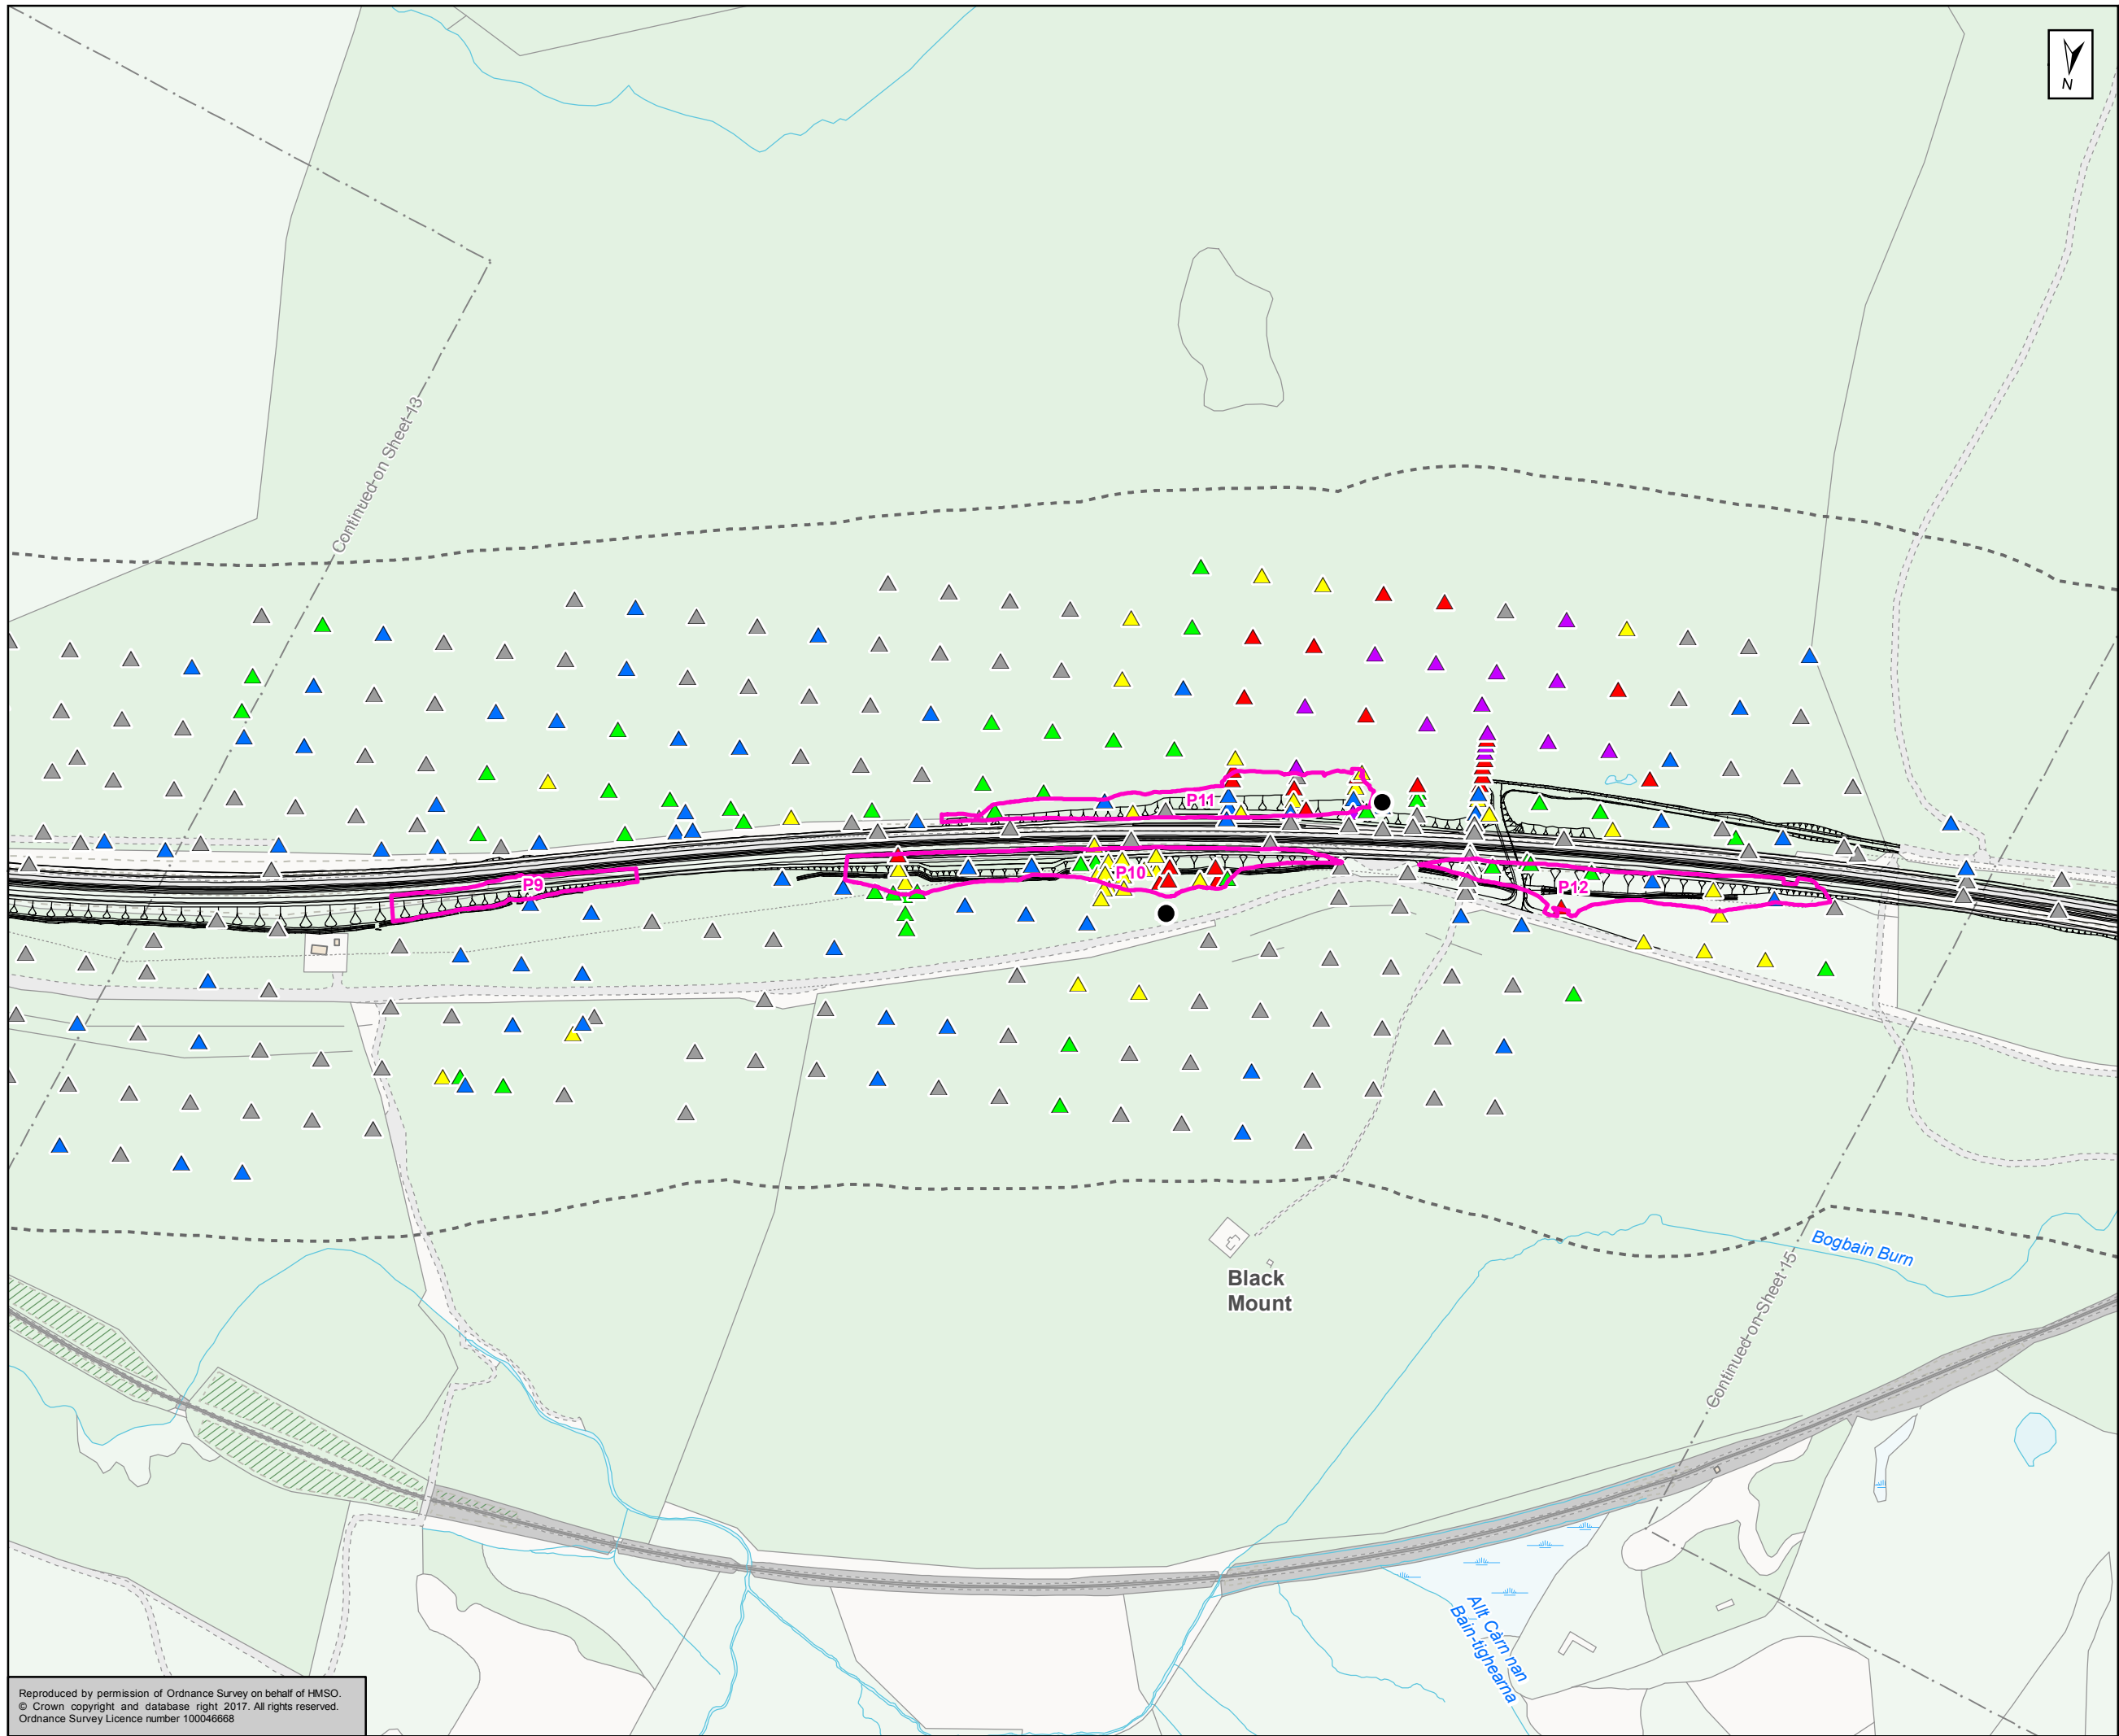 N
Continued on Sheet 13
P11
P10
P9
P12
Bogbain Burn
Black
Mount
Continued on Sheet 15
Allt Càrn nan
Bain-tighearna
Reproduced by permission of Ordnance Survey on behalf of HMSO.
© Crown copyright and database right 2017. All rights reserved.
Ordnance Survey Licence number 100046668